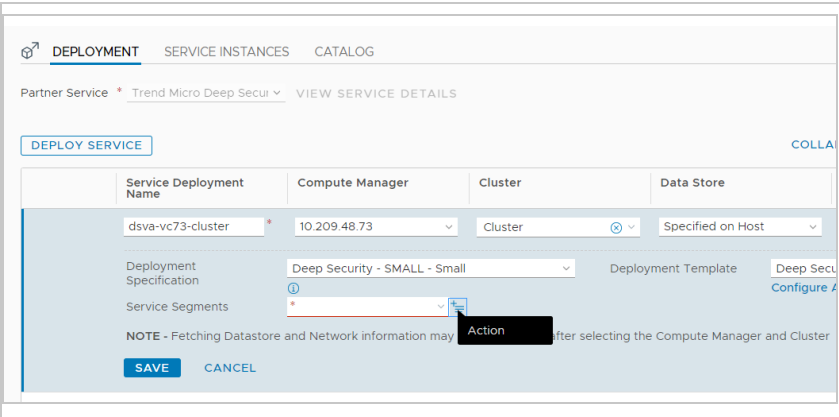 DEPLOYMENT SERVICE INSTANCES CATALOG
Partner Service * Trend Micro Deep Secur VIEW SERVICE DETAILS
DEPLOY SERVICE COLLA
Service Deployment Name Compute Manager Cluster Data Store
dsva-vc73-cluster * 10.209.48.73 Cluster Specified on Host
Deployment Specification Deep Security - SMALL - Small Deployment Template Deep Secu
Configure A
Service Segments *
Action
NOTE - Fetching Datastore and Network information may after selecting the Compute Manager and Cluster
SAVE CANCEL